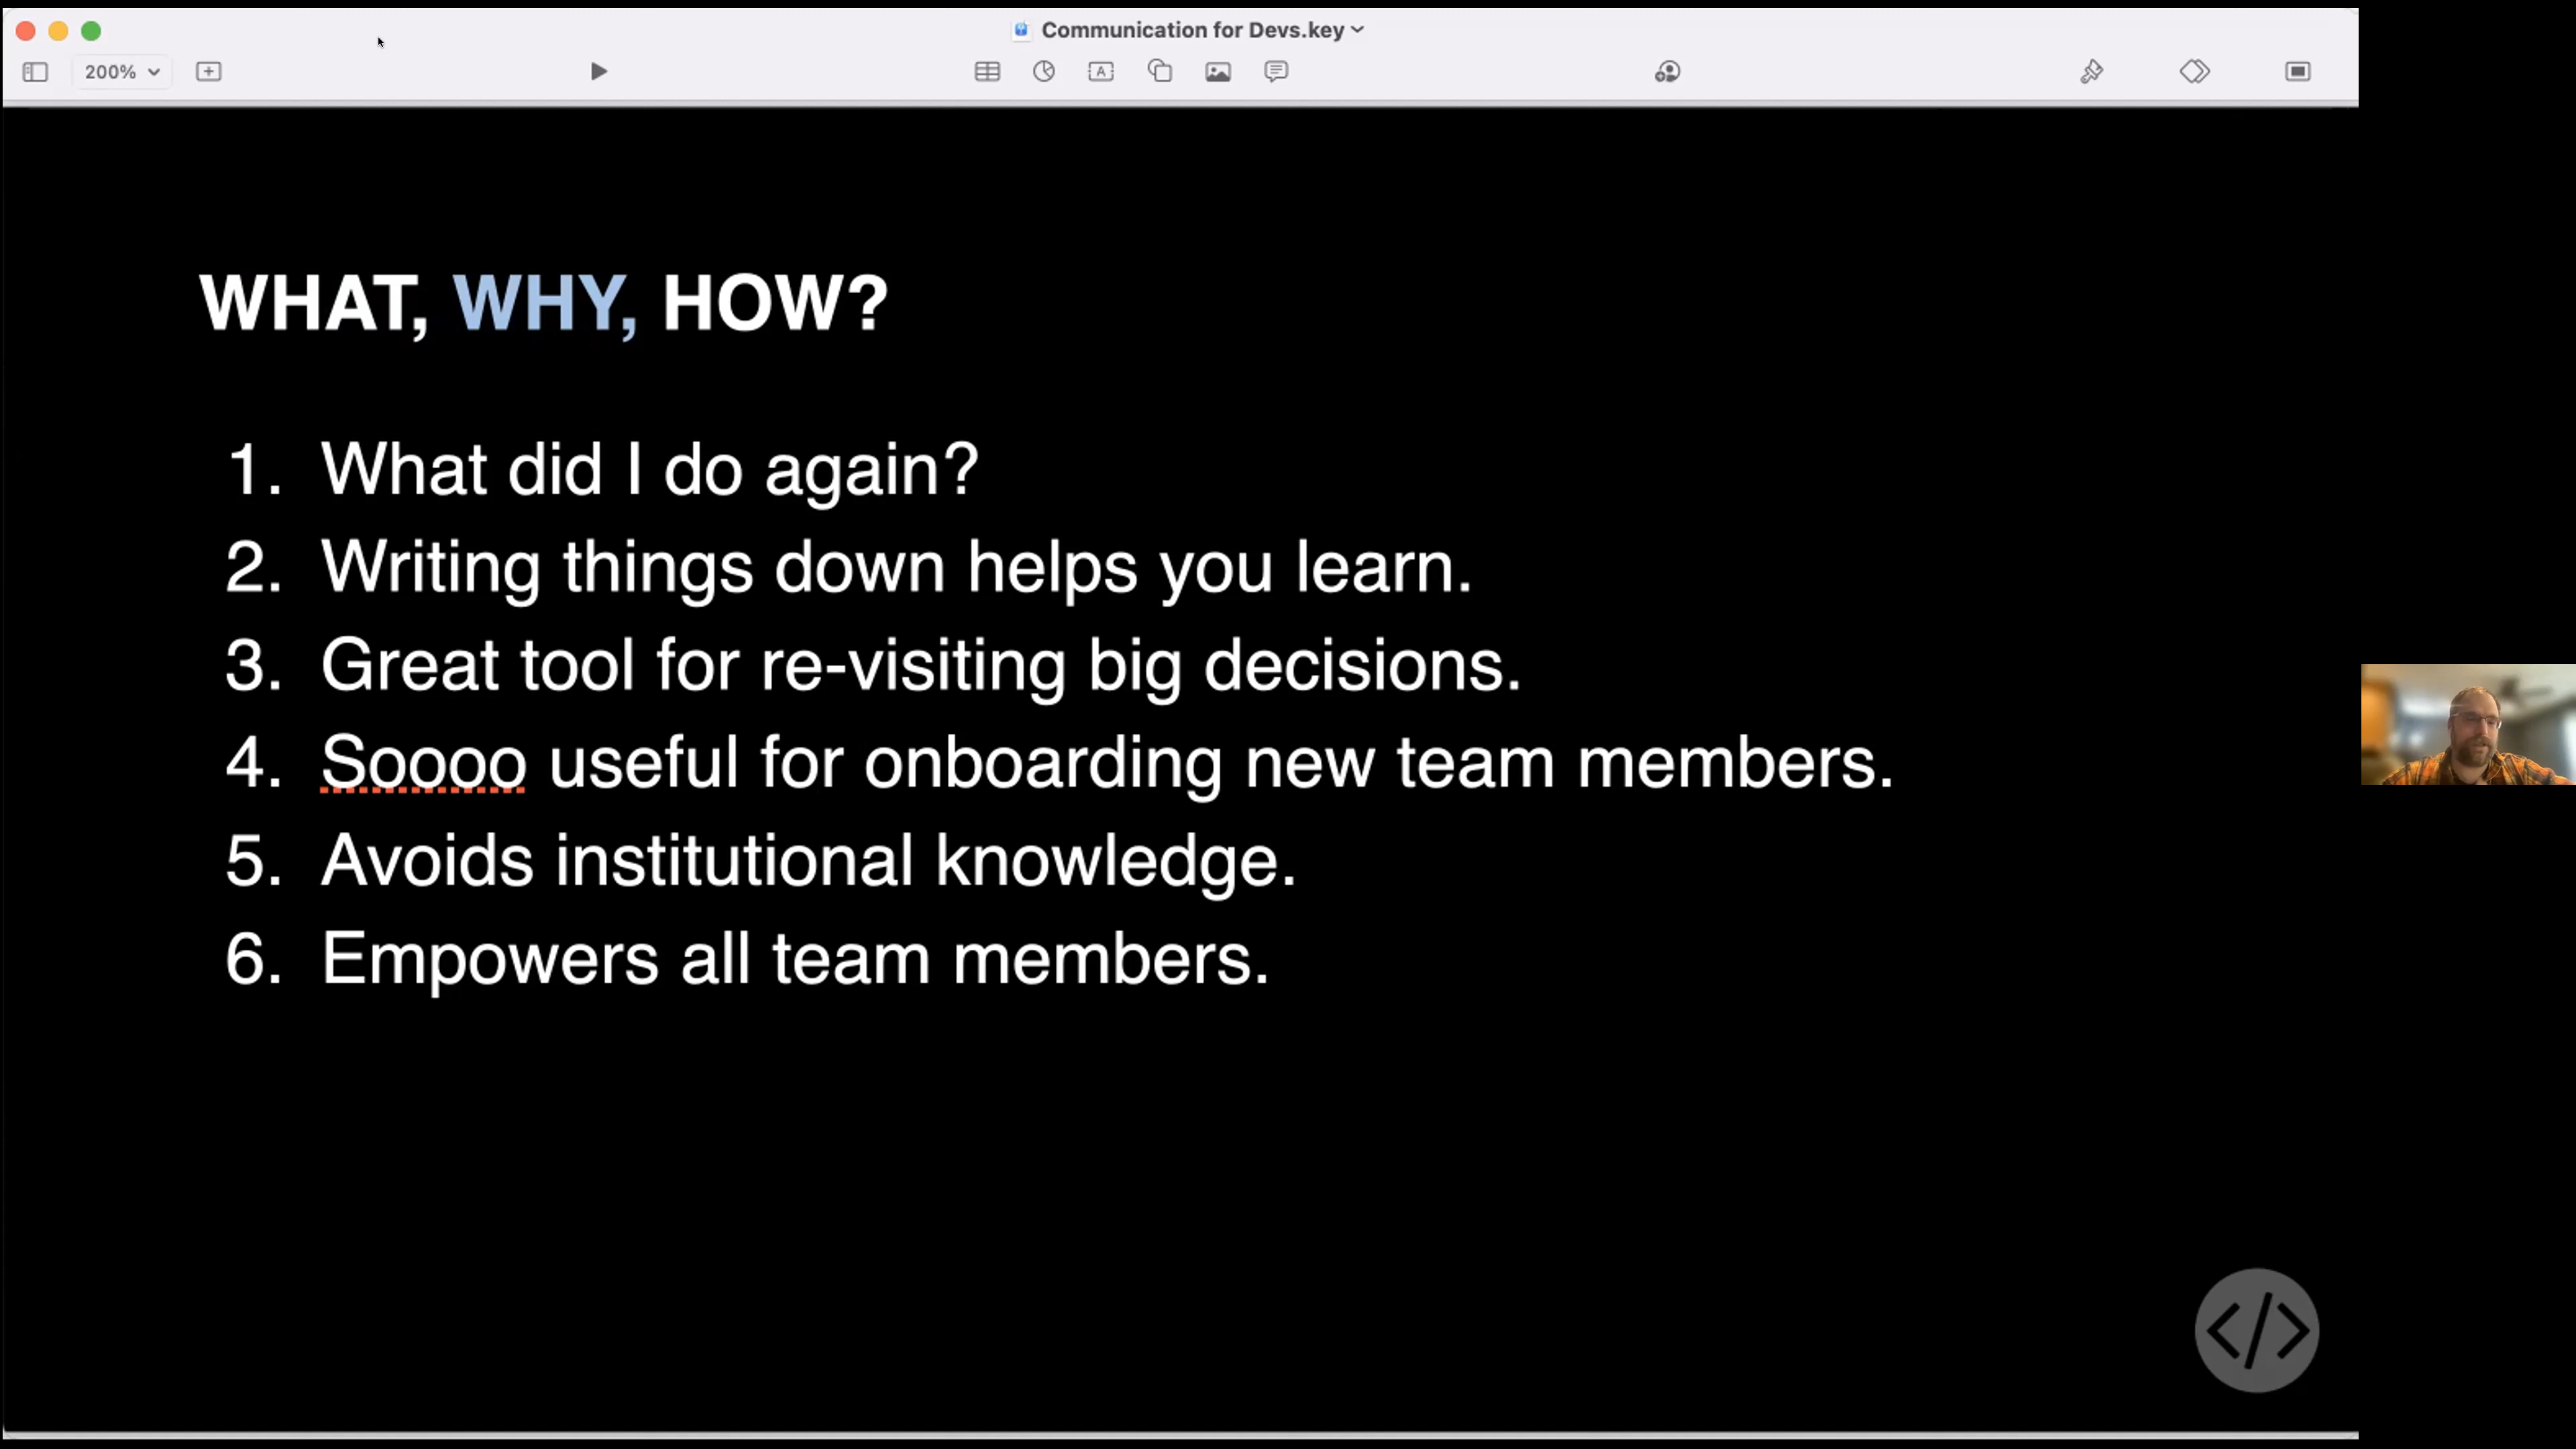 Communication for Devs.key
200%
WHAT, WHY, HOW?
1. What did I do again?
2. Writing things down helps you learn.
3. Great tool for re-visiting big decisions.
4. Soooo useful for onboarding new team members.
5. Avoids institutional knowledge.
6. Empowers all team members.
</>